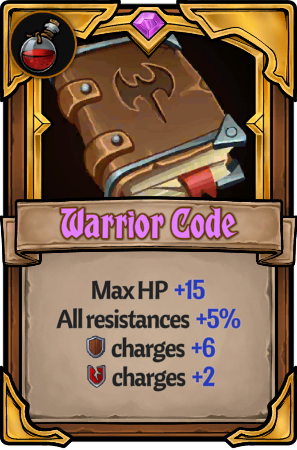 Warrior Code
Max HP +15
All resistances +5%
charges +6
charges +2